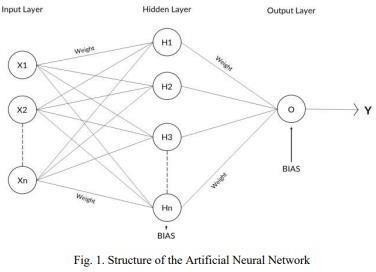 Input Layer
Hidden Layer
Output Layer
Weight
H1
X1
Weight
H2
X2
O
Y
H3
BIAS
Xn
Weight
Weight
Hn
BIAS
Fig. 1. Structure of the Artificial Neural Network